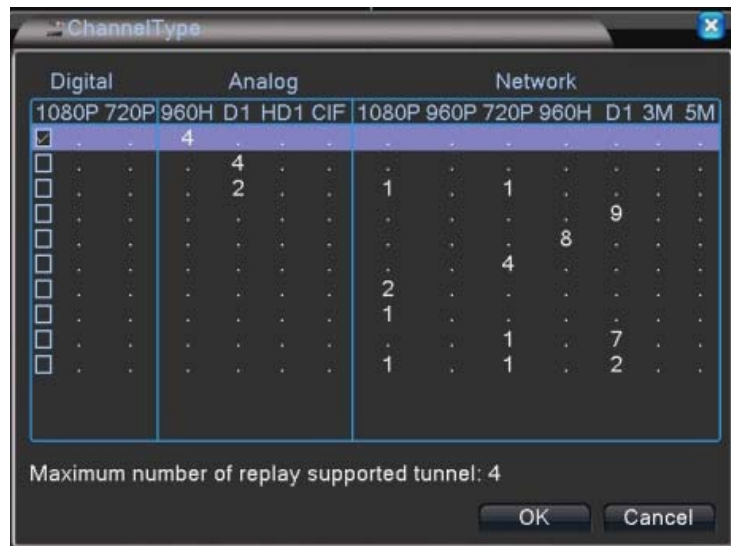 ChannelType
Digital Analog Network
1080P 720P 960H D1 HD1 CIF 1080P 960P 720P 960H D1 3M 5M
. . 4 . . . . . . . . . .
. . . 4 . . . . . . . . .
. . . 2 . . 1 . 1 . . . .
. . . . . . . . . . 9 . .
. . . . . . . . . 8 . . .
. . . . . . . . 4 . . . .
. . . . . . 2 . . . . . .
. . . . . . 1 . . . . . .
. . . . . . . . 1 . 7 . .
. . . . . . 1 . 1 . 2 . .
Maximum number of replay supported tunnel: 4
OK Cancel